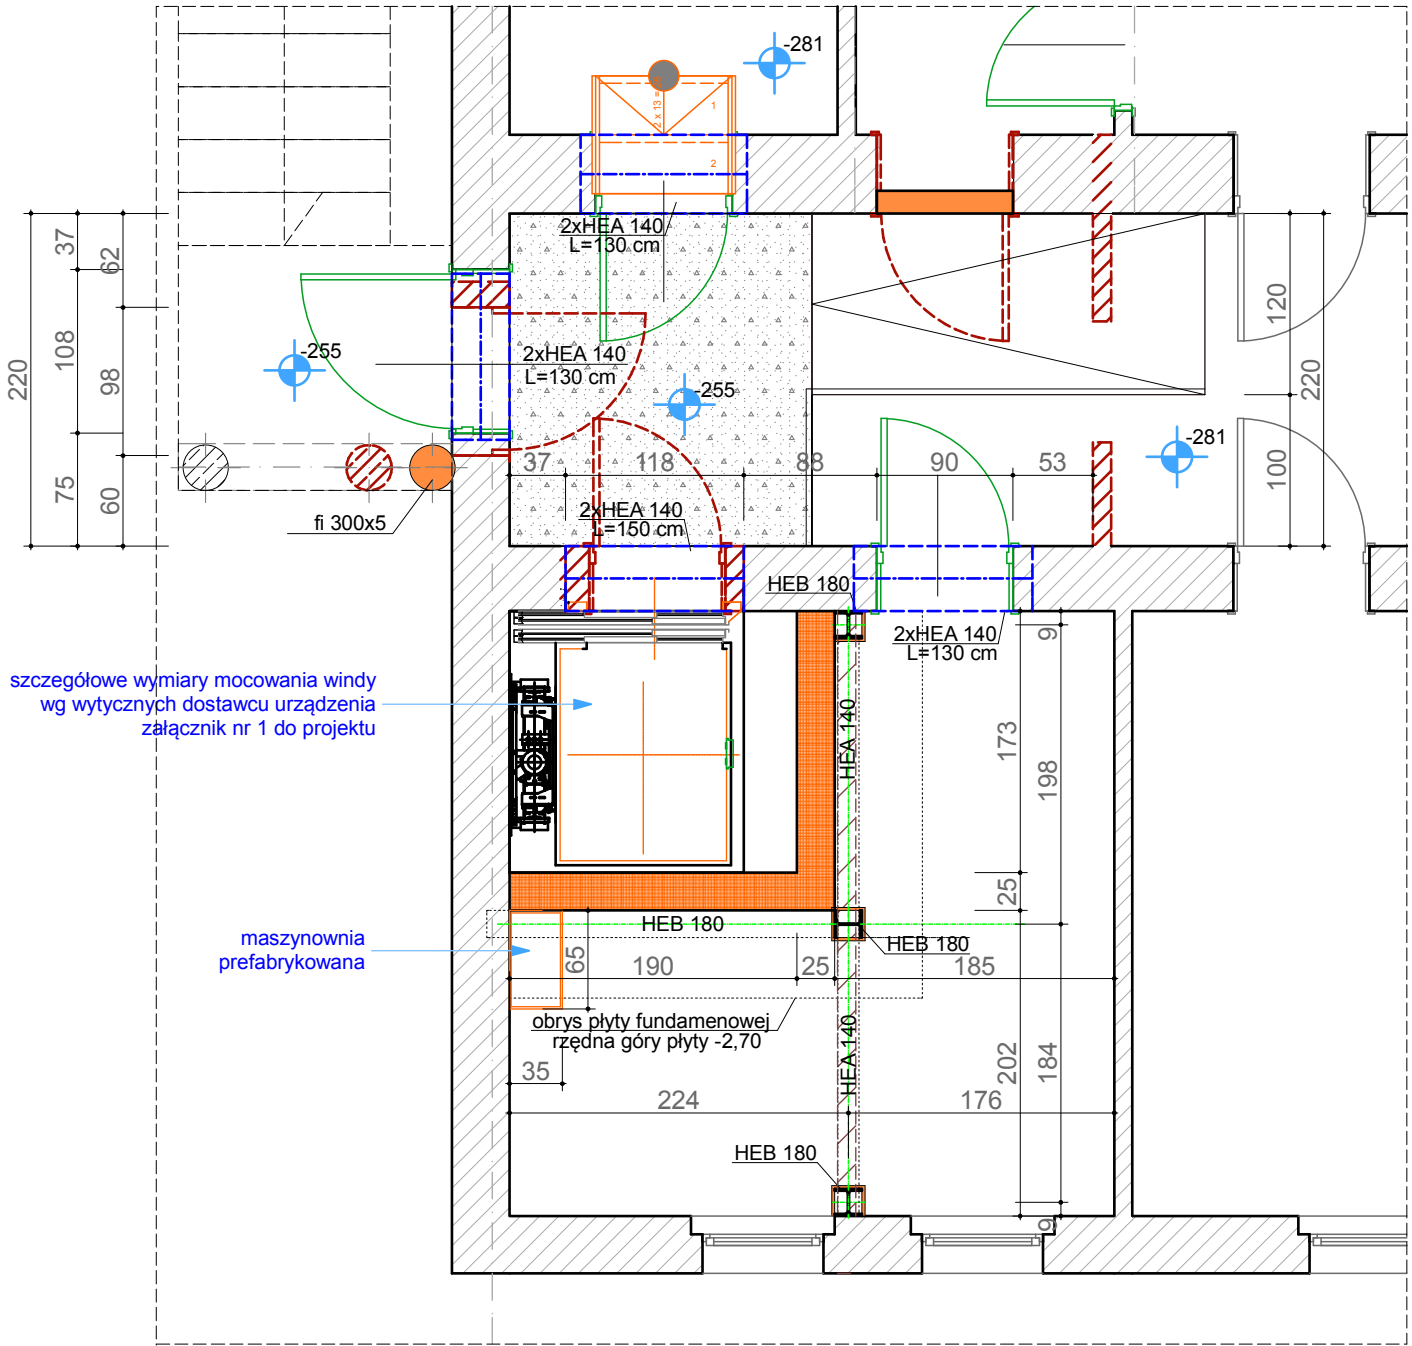 -281
2 x 13 =
1
2
2xHEA 140
L=130 cm
37
62
108
98
220
75
60
-255
2xHEA 140
L=130 cm
-255
120
220
100
-281
37
118
88
90
53
fi 300x5
2xHEA 140
L=150 cm
HEB 180
2xHEA 140
L=130 cm
9
szczegółowe wymiary mocowania windy
wg wytycznych dostawcu urządzenia
załącznik nr 1 do projektu
HEA 140
173
198
25
HEB 180
HEB 180
maszynownia
prefabrykowana
65
190
25
185
obrys płyty fundamenowej
rzędna góry płyty -2,70
HEA 140
202
184
35
224
176
HEB 180
9